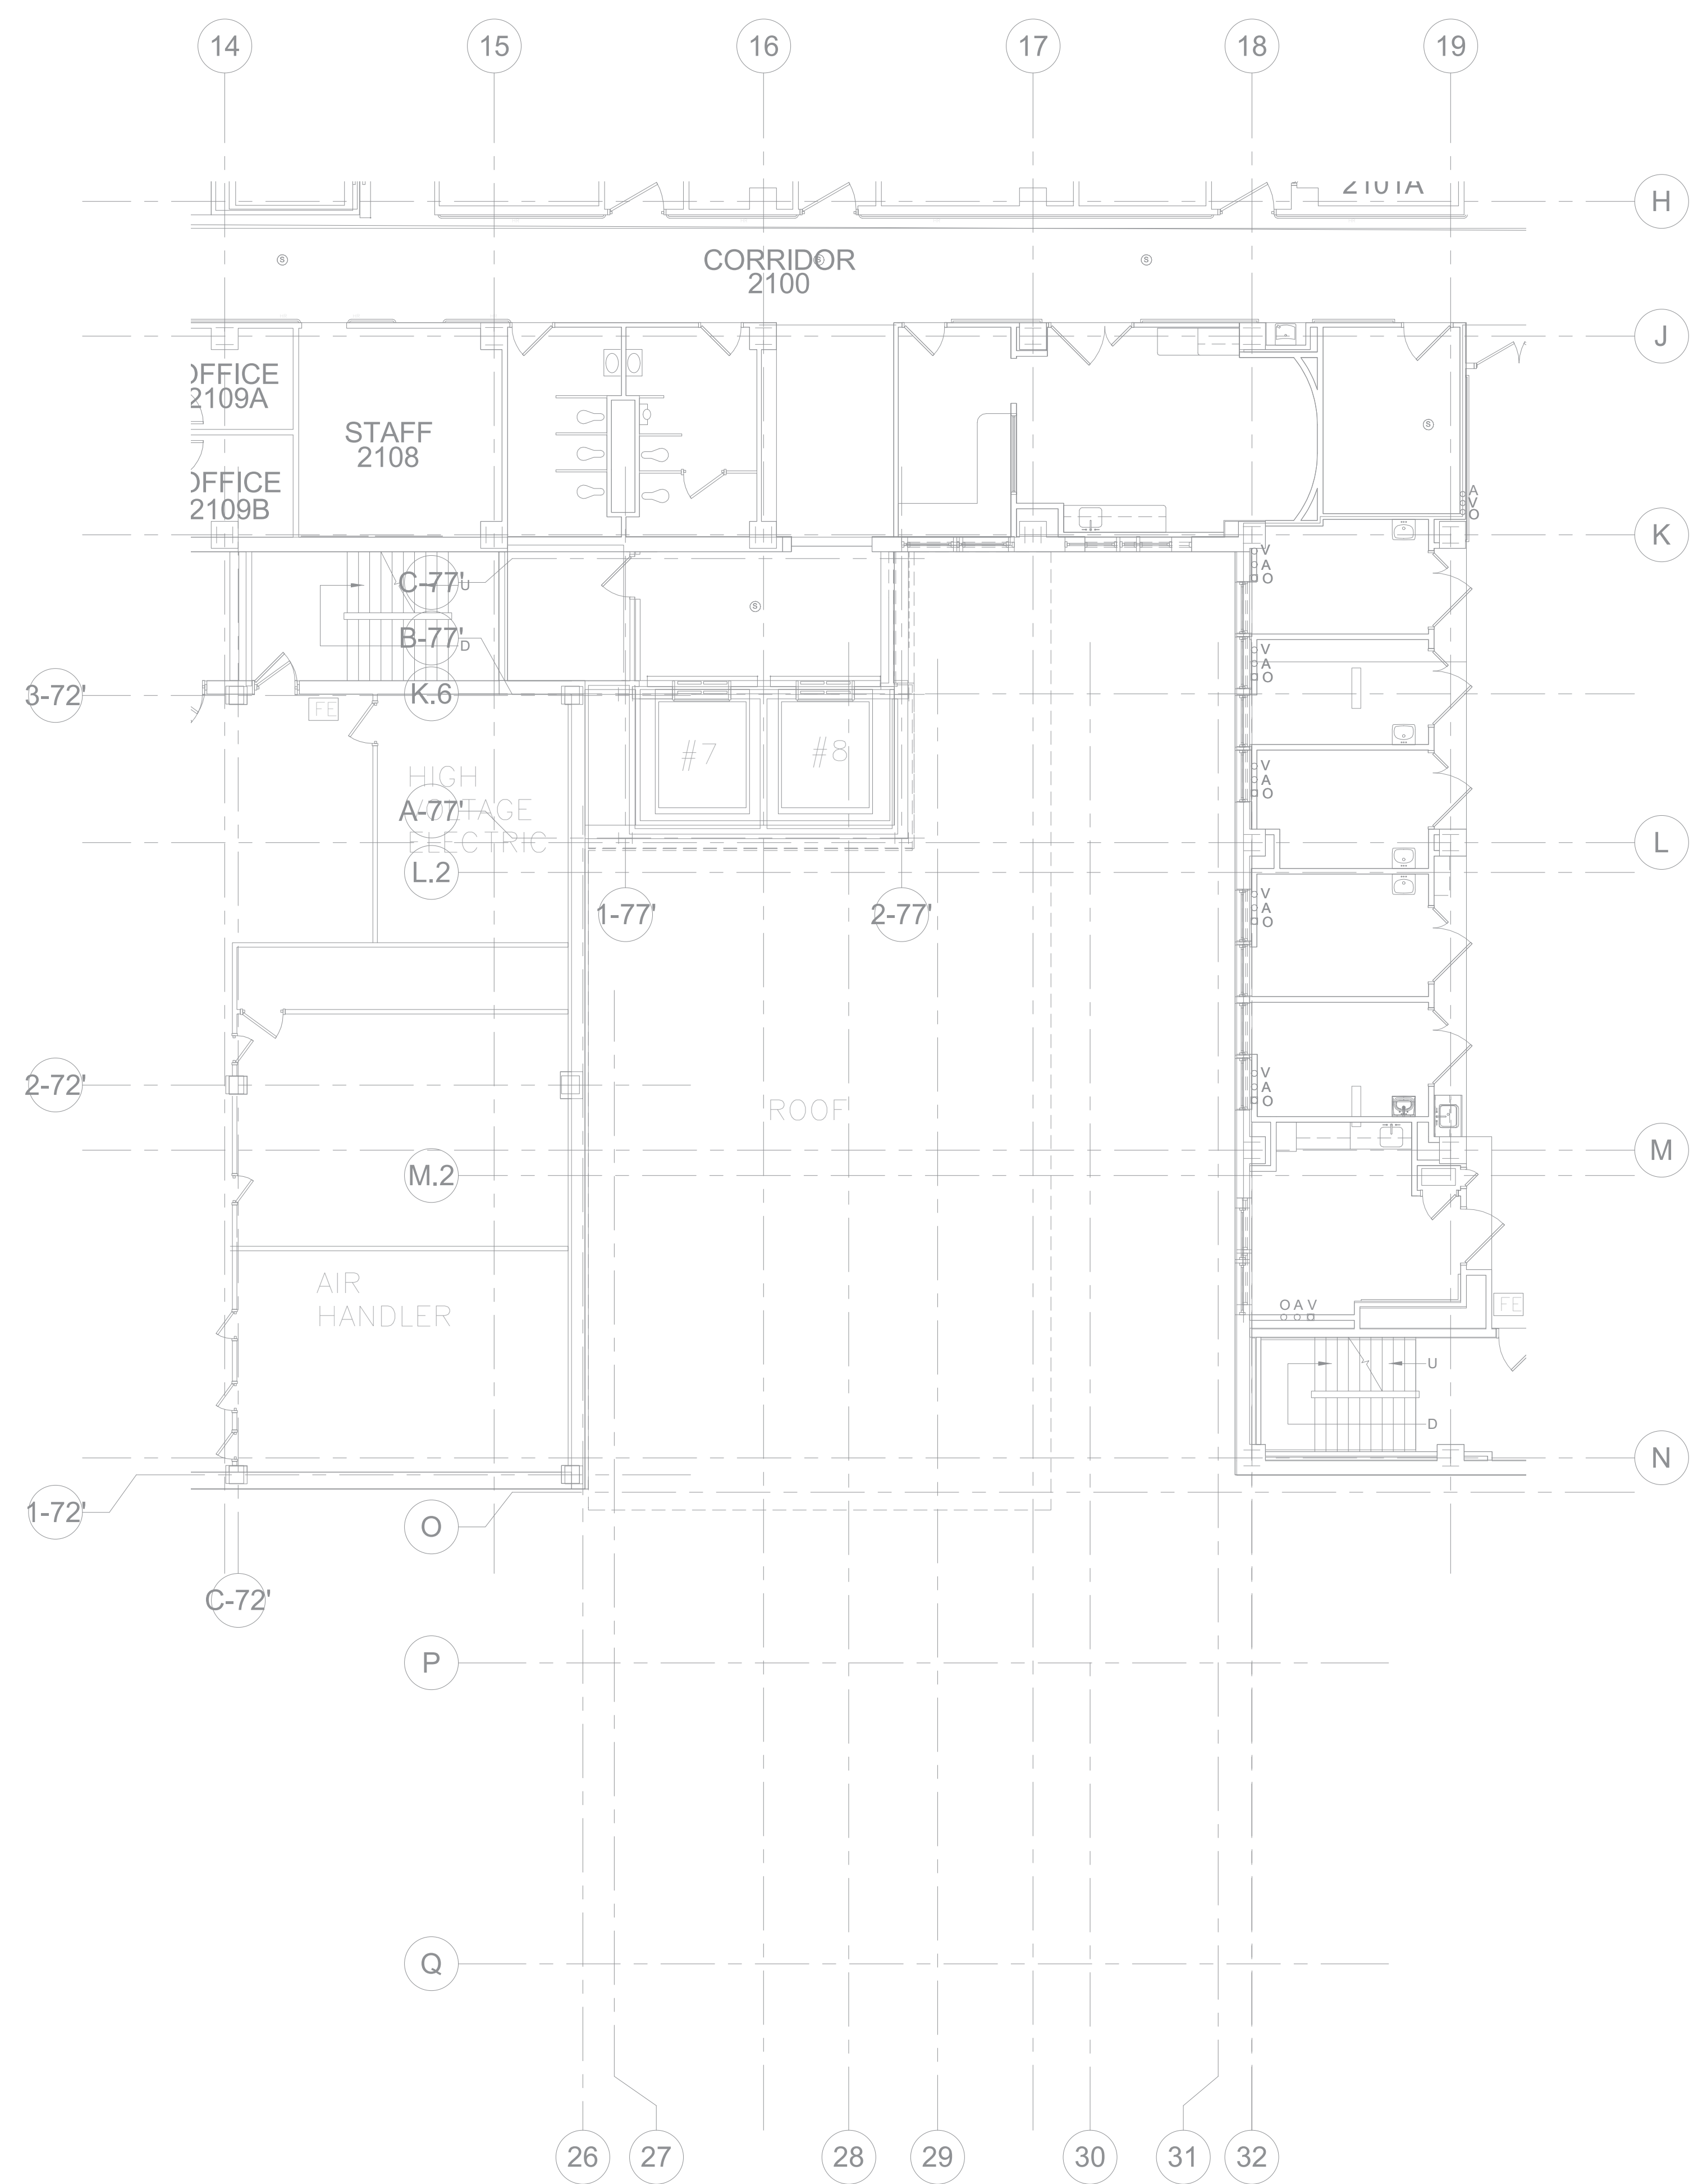 14
15
16
17
18
19
2101A
H
CORRIDOR
2100
S
S
S
J
OFFICE
2109A
STAFF
2108
S
OFFICE
2109B
A
V
O
K
V
A
O
C-77'
U
S
B-77'
D
V
A
O
3-72'
K.6
FE
#7
#8
HIGH
VOLTAGE
ELECTRIC
A-77'
V
A
O
L
L.2
1-77'
2-77'
V
A
O
2-72'
V
A
O
ROOF
M
M.2
AIR
HANDLER
O A V
FE
U
D
N
1-72'
O
C-72'
P
Q
26
27
28
29
30
31
32